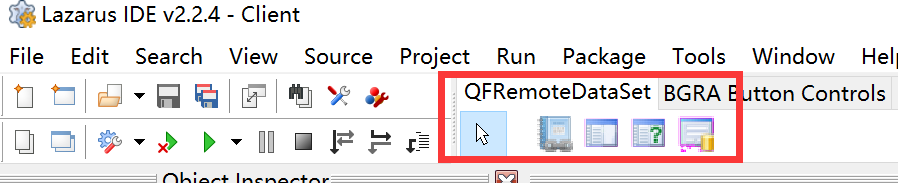 Lazarus IDE v2.2.4 - Client
File Edit Search View Source Project Run Package Tools Window Help
QFRemoteDataSet BGRA Button Controls
Object Inspector